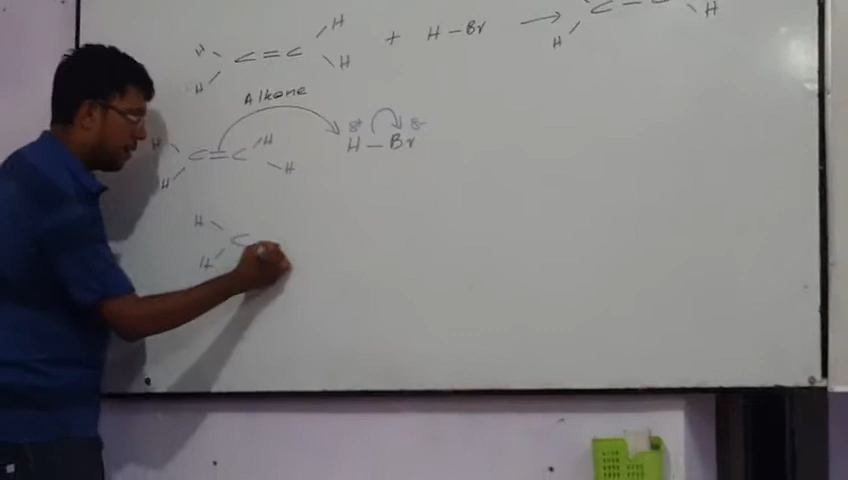 H H C - C H
H H C = C H H + H - Br →
Alkene
H H C = C H H δ+ H - Br δ-
H H C